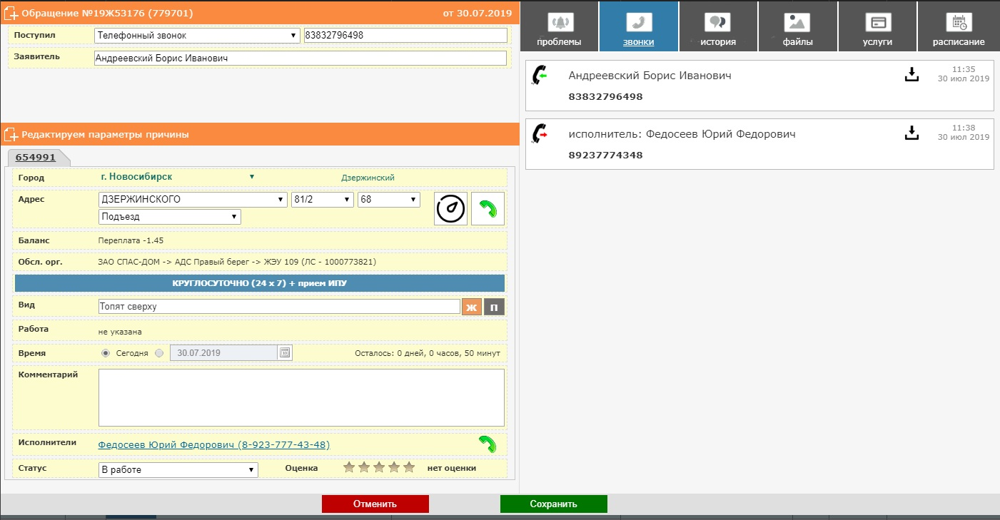 Обращение №19Ж53176 (779701) от 30.07.2019
Поступил Телефонный звонок 83832796498
Заявитель Андреевский Борис Иванович
Редактируем параметры причины
654991
Город г. Новосибирск Дзержинский
Адрес ДЗЕРЖИНСКОГО 81/2 68
Подъезд
Баланс Переплата -1.45
Обсл. орг. ЗАО СПАС-ДОМ -> АДС Правый берег -> ЖЭУ 109 (ЛС - 1000773821)
КРУГЛОСУТОЧНО (24 x 7) + прием ИПУ
Вид Топят сверху Ж П
Работа не указана
Время Сегодня 30.07.2019 Осталось: 0 дней, 0 часов, 50 минут
Комментарий
Исполнители Федосеев Юрий Федорович (8-923-777-43-48)
Статус В работе Оценка нет оценки
проблемы звонки история файлы услуги расписание
Андреевский Борис Иванович 11:35
30 июл 2019
83832796498
исполнитель: Федосеев Юрий Федорович 11:38
30 июл 2019
89237774348
Отменить Сохранить